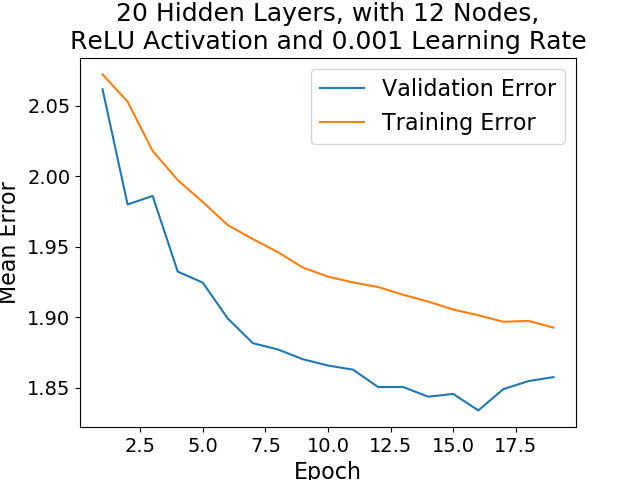 20 Hidden Layers, with 12 Nodes,
ReLU Activation and 0.001 Learning Rate
Validation Error
Training Error
Mean Error
2.05
2.00
1.95
1.90
1.85
2.5 5.0 7.5 10.0 12.5 15.0 17.5
Epoch